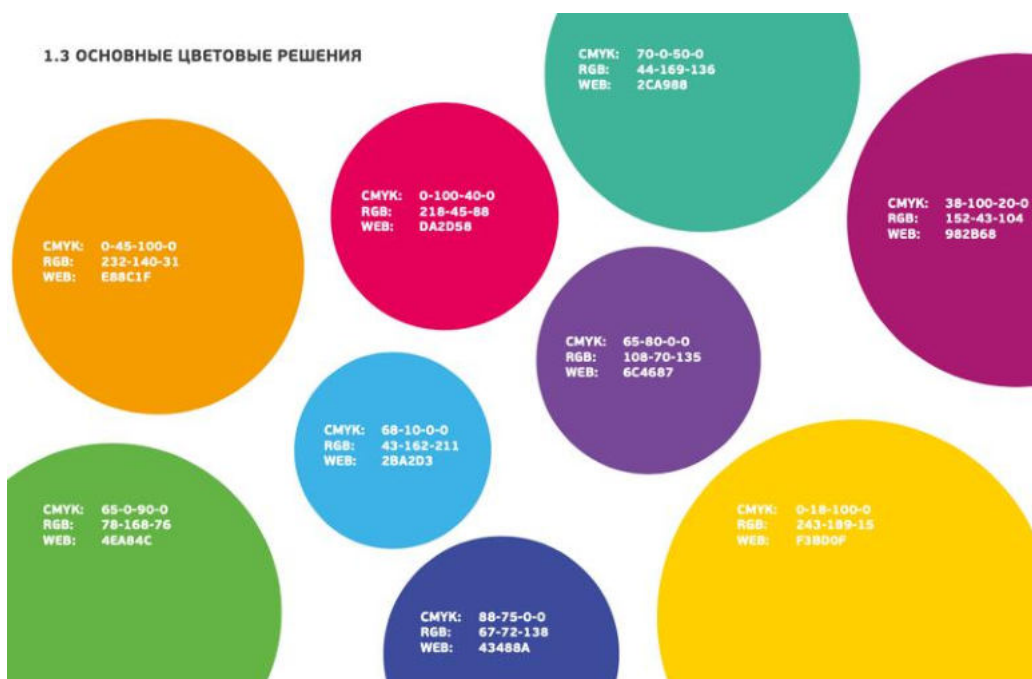 1.3 ОСНОВНЫЕ ЦВЕТОВЫЕ РЕШЕНИЯ
CMYK: 70-0-50-0
RGB: 44-169-136
WEB: 2CA988
CMYK: 0-100-40-0
RGB: 218-45-88
WEB: DA2D58
CMYK: 38-100-20-0
RGB: 152-43-104
WEB: 982B68
CMYK: 0-45-100-0
RGB: 232-140-31
WEB: E88C1F
CMYK: 65-80-0-0
RGB: 108-70-135
WEB: 6C4687
CMYK: 68-10-0-0
RGB: 43-162-211
WEB: 2BA2D3
CMYK: 65-0-90-0
RGB: 78-168-76
WEB: 4EA84C
CMYK: 0-18-100-0
RGB: 243-189-15
WEB: F3BD0F
CMYK: 88-75-0-0
RGB: 67-72-138
WEB: 43488A